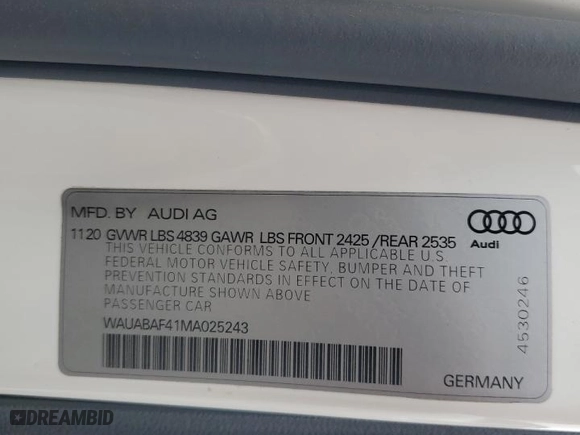 MFD. BY AUDI AG
1120 GVWR LBS 4839 GAWR LBS FRONT 2425 /REAR 2535
THIS VEHICLE CONFORMS TO ALL APPLICABLE U.S.
FEDERAL MOTOR VEHICLE SAFETY, BUMPER AND THEFT
PREVENTION STANDARDS IN EFFECT ON THE DATE OF
MANUFACTURE SHOWN ABOVE
PASSENGER CAR
WAUABAF41MA025243
Audi
4530246
GERMANY
DREAMBID